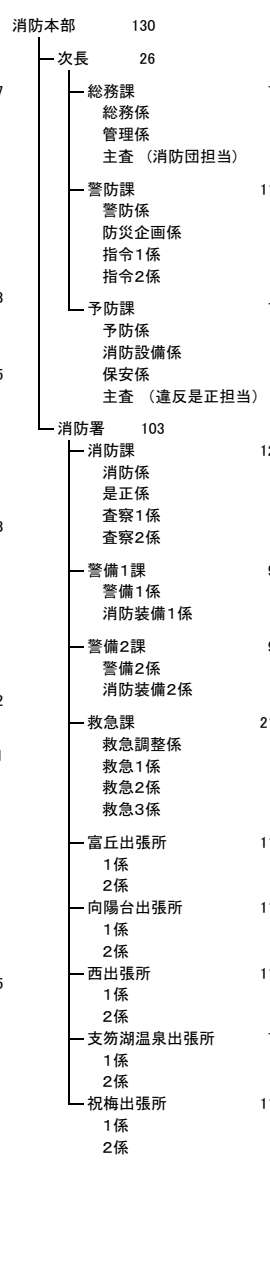 消防本部 130
次長 26
総務課
総務係
管理係
主査 (消防団担当)
警防課
警防係
防災企画係
指令1係
指令2係
予防課
予防係
消防設備係
保安係
主査 (違反是正担当)
消防署 103
消防課
消防係
是正係
査察1係
査察2係
警備1課
警備1係
消防装備1係
警備2課
警備2係
消防装備2係
救急課
救急調整係
救急1係
救急2係
救急3係
富丘出張所
1係
2係
向陽台出張所
1係
2係
西出張所
1係
2係
支笏湖温泉出張所
1係
2係
祝梅出張所
1係
2係